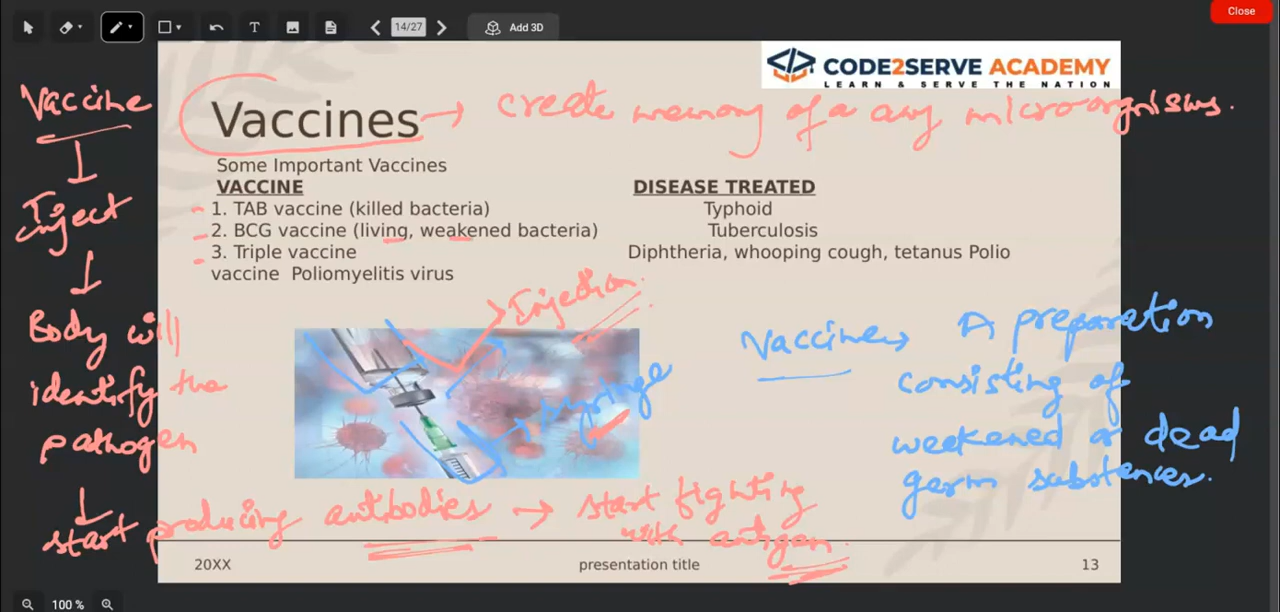 Close
T
14/27
Add 3D
CODE2SERVE ACADEMY
LEARN & SERVE THE NATION
Vaccines → create memory of a any microorgnisms.
Some Important Vaccines
VACCINE DISEASE TREATED
1. TAB vaccine (killed bacteria) Typhoid
2. BCG vaccine (living, weakened bacteria) Tuberculosis
3. Triple vaccine Diphtheria, whooping cough, tetanus Polio
vaccine Poliomyelitis virus
Vaccine
Inject
Body will
identify the
pathogen
start producing antibodies → start fighting
with antigen.
Injection
syringe
Vaccine → A preparation
consisting of
weekened or dead
germ substences.
20XX presentation title 13
100 %